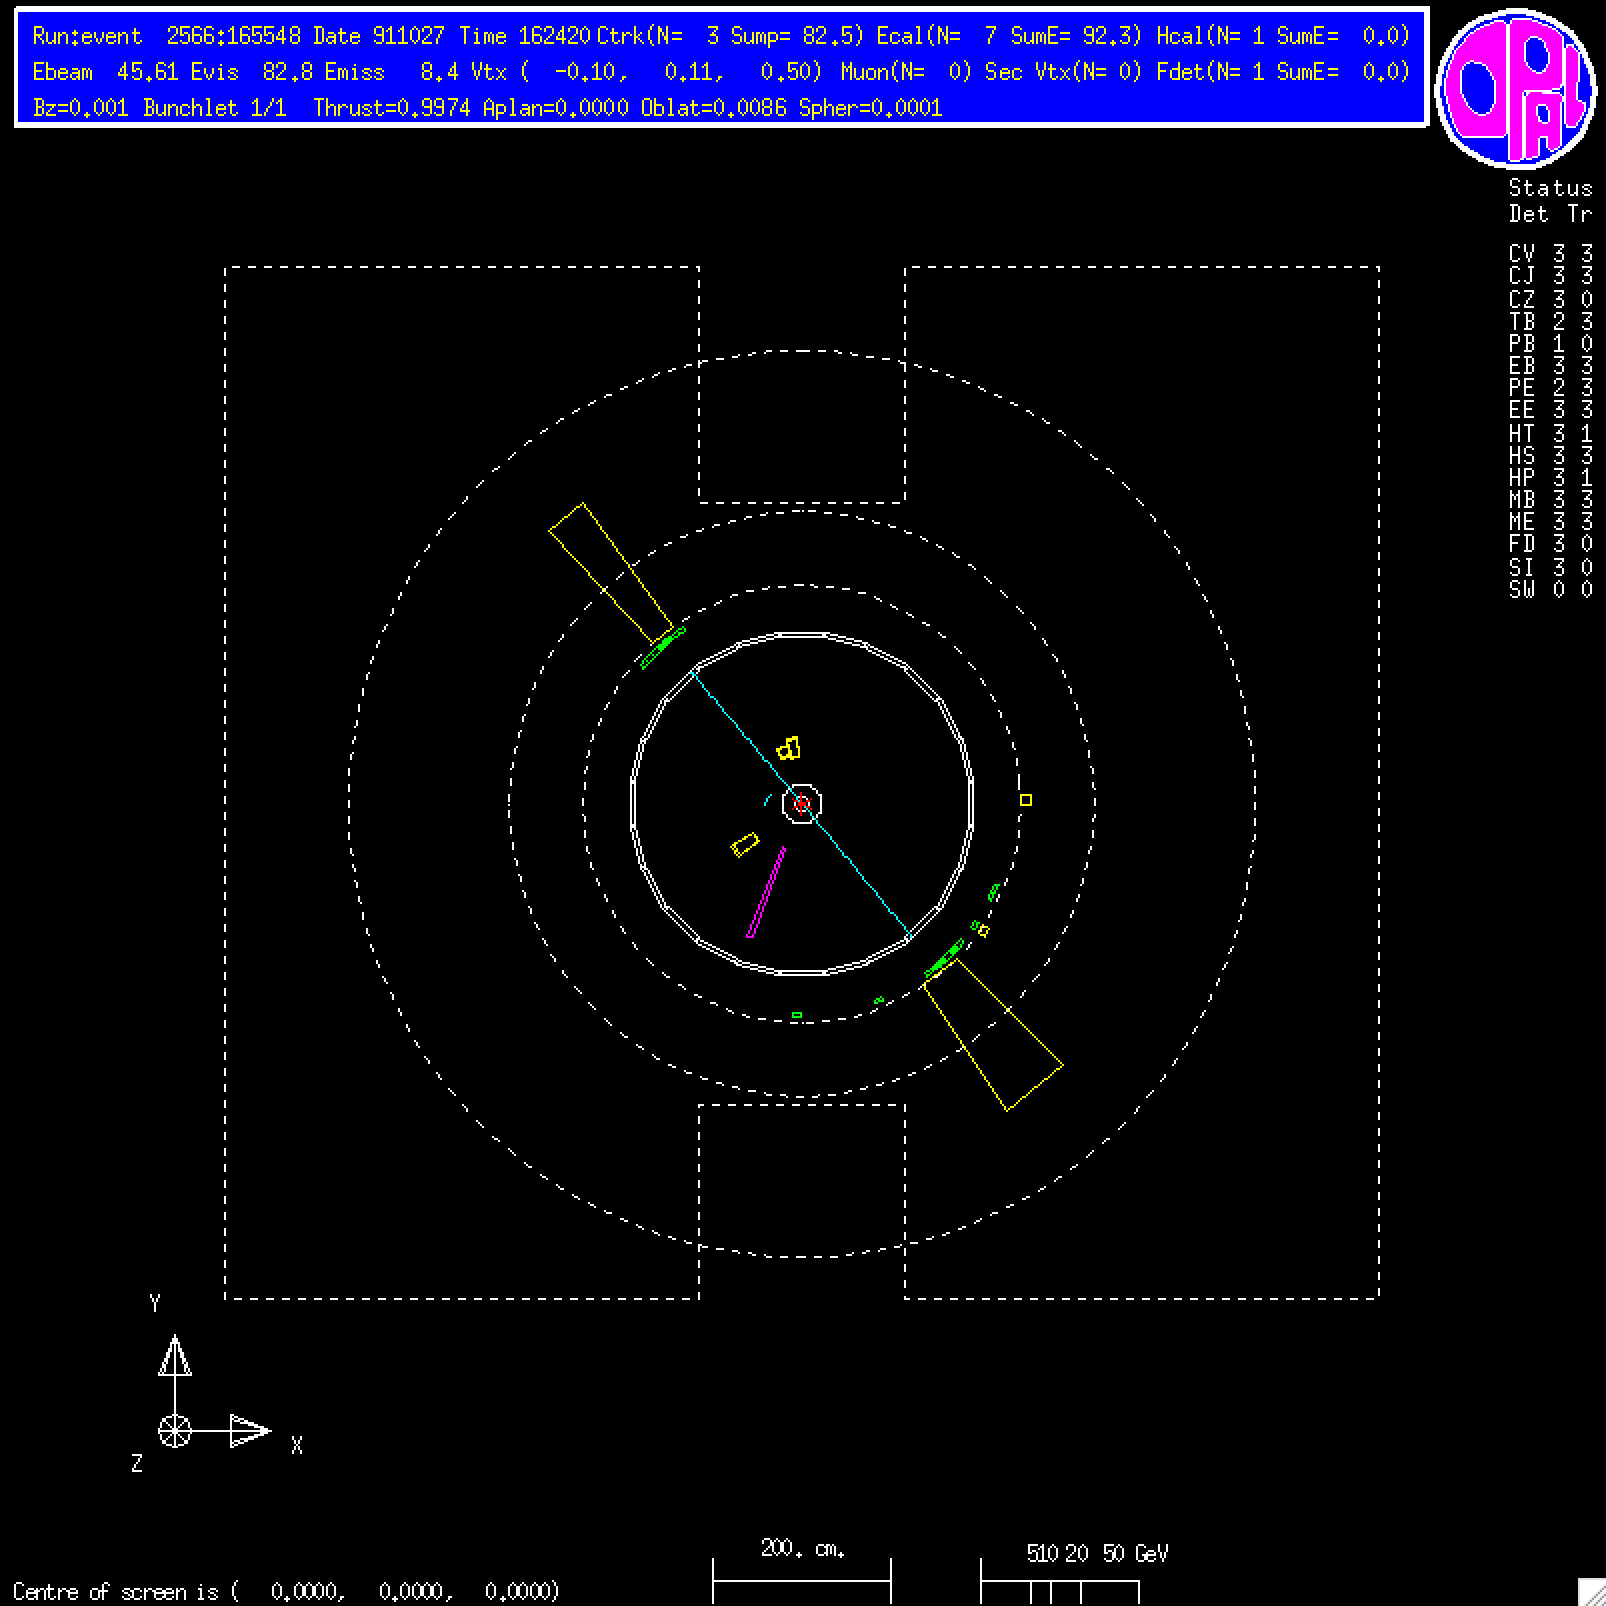 Run:event 2566:165548 Date 911027 Time 162420 Ctrk(N= 3 Sump= 82.5) Ecal(N= 7 SumE= 92.3) Hcal(N= 1 SumE= 0.0)
Ebeam 45.61 Evis 82.8 Emiss 8.4 Vtx ( -0.10, 0.11, 0.50) Muon(N= 0) Sec Vtx(N= 0) Fdet(N= 1 SumE= 0.0)
Bz=0.001 Bunchlet 1/1 Thrust=0.9974 Aplan=0.0000 Oblat=0.0086 Spher=0.0001
OPAL
Status
Det Tr
CV 3 3
CJ 3 3
CZ 3 0
TB 2 3
PB 1 0
EB 3 3
PE 2 3
EE 3 3
HT 3 1
HS 3 3
HP 3 1
MB 3 3
ME 3 3
FD 3 0
SI 3 0
SW 0 0
Y
X
Z
200. cm.
5 10 20 50 GeV
Centre of screen is ( 0.0000, 0.0000, 0.0000)